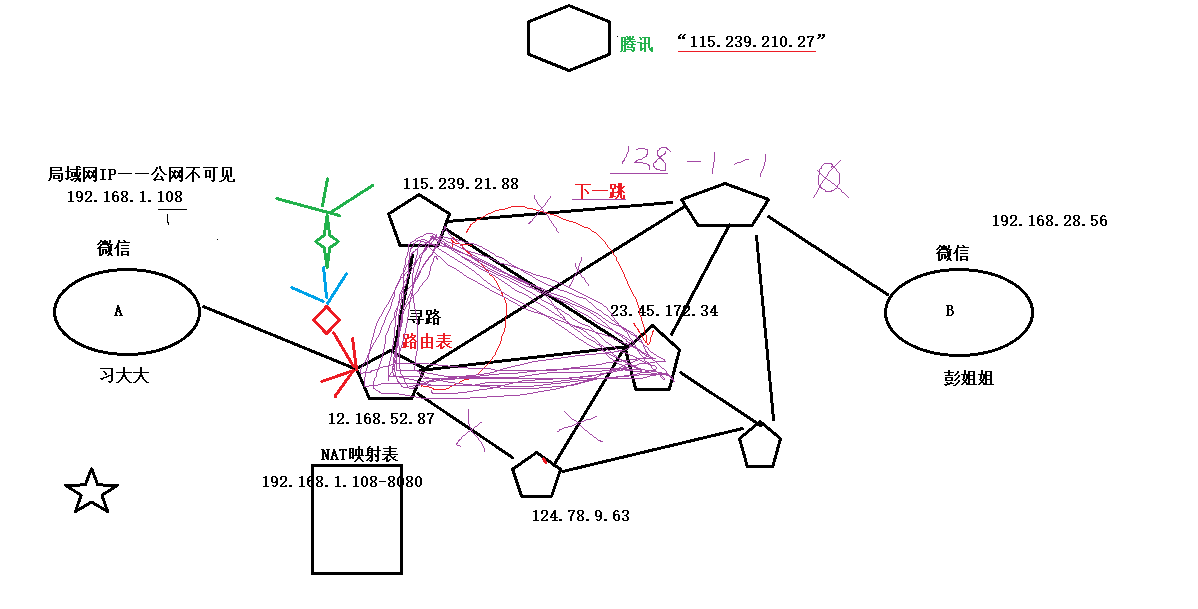 腾讯 “115.239.210.27”
128 -1 -1
局域网IP——公网不可见
192.168.1.108
1
115.239.21.88
下一跳
192.168.28.56
微信
微信
A
B
23.45.172.34
寻路
路由表
习大大
彭姐姐
12.168.52.87
NAT映射表
192.168.1.108-8080
124.78.9.63